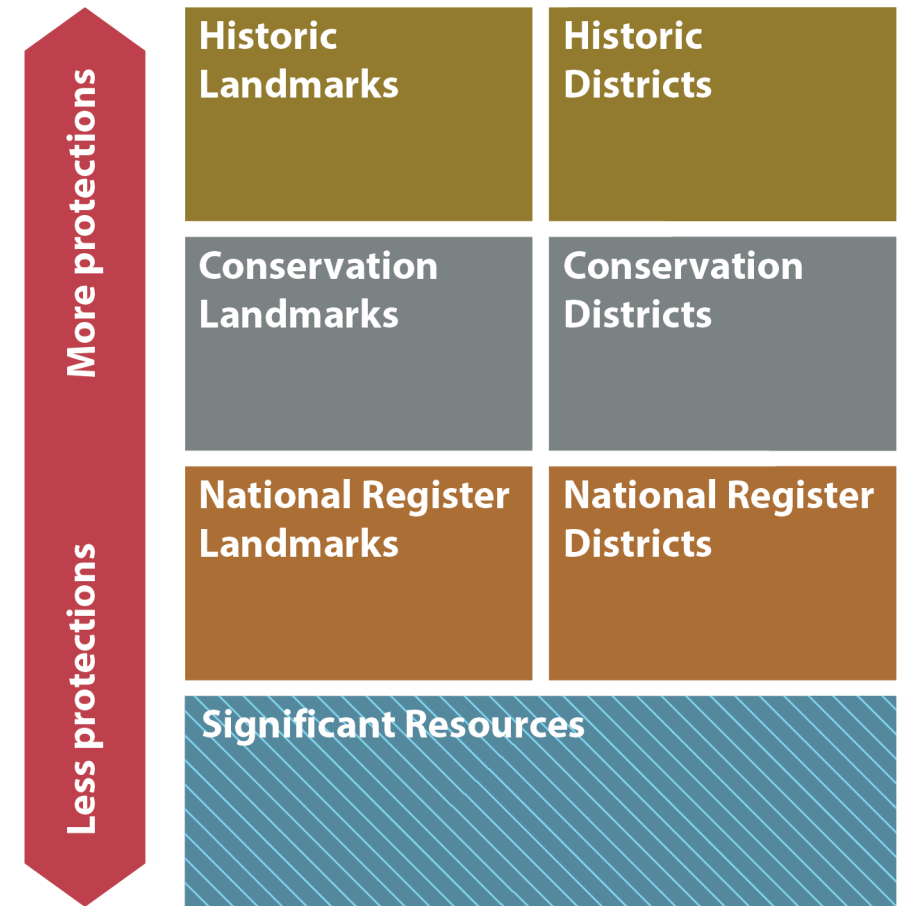 More protections
Less protections
Historic
Landmarks
Historic
Districts
Conservation
Landmarks
Conservation
Districts
National Register
Landmarks
National Register
Districts
Significant Resources